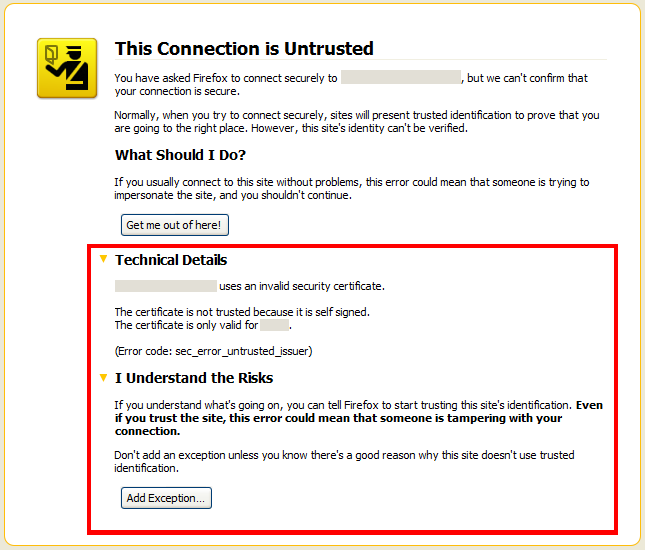 This Connection is Untrusted
You have asked Firefox to connect securely to , but we can't confirm that
your connection is secure.
Normally, when you try to connect securely, sites will present trusted identification to prove that you
are going to the right place. However, this site's identity can't be verified.
What Should I Do?
If you usually connect to this site without problems, this error could mean that someone is trying to
impersonate the site, and you shouldn't continue.
Get me out of here!
Technical Details
uses an invalid security certificate.
The certificate is not trusted because it is self signed.
The certificate is only valid for .
(Error code: sec_error_untrusted_issuer)
I Understand the Risks
If you understand what's going on, you can tell Firefox to start trusting this site's identification. Even
if you trust the site, this error could mean that someone is tampering with your
connection.
Don't add an exception unless you know there's a good reason why this site doesn't use trusted
identification.
Add Exception...